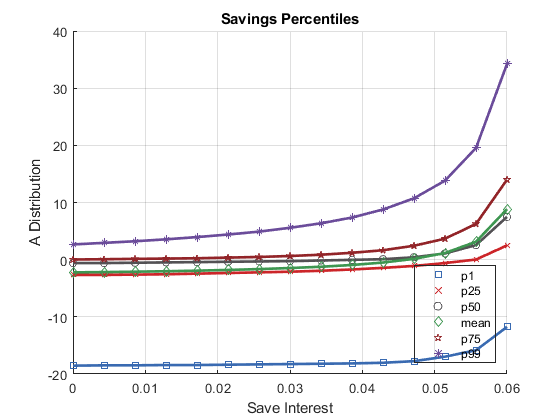 Savings Percentiles
40
30
20
10
0
-10
-20
A Distribution
p1
p25
p50
mean
p75
p99
0
0.01
0.02
0.03
0.04
0.05
0.06
Save Interest